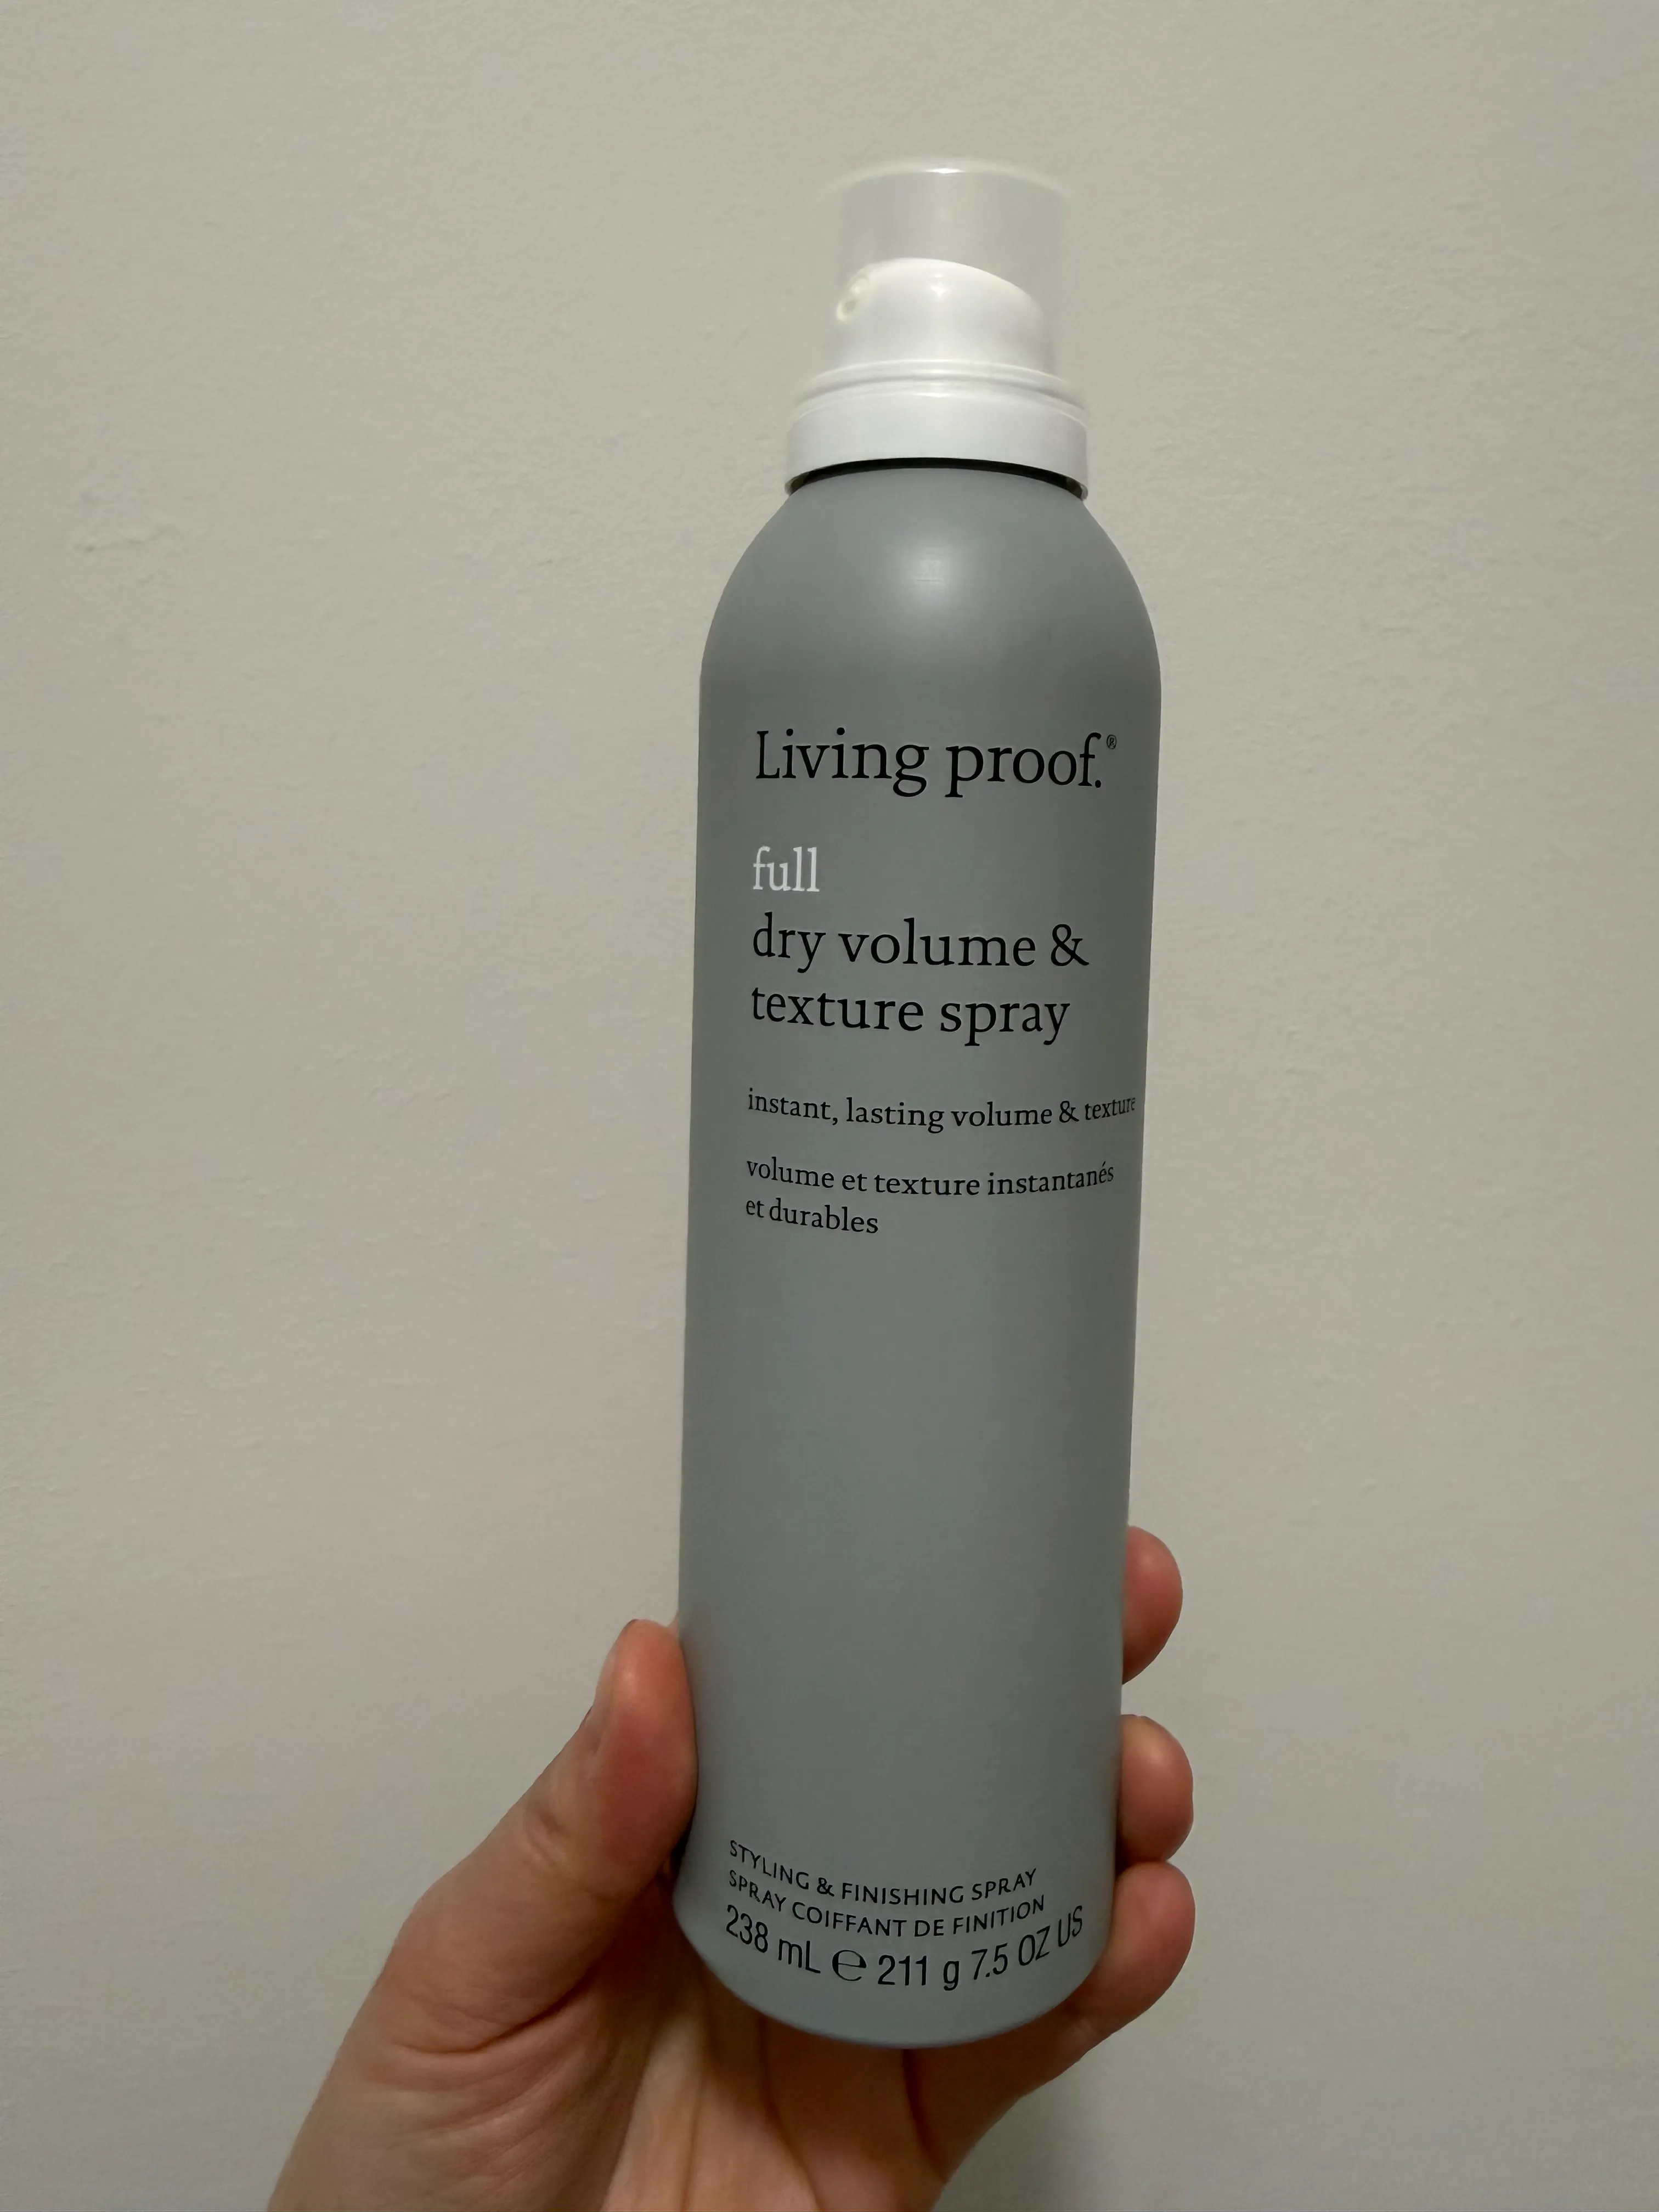 Living proof.®
full
dry volume &
texture spray
instant, lasting volume & texture
volume et texture instantanés
et durables
STYLING & FINISHING SPRAY
SPRAY COIFFANT DE FINITION
238 mL ℮ 211 g 7.5 OZ US